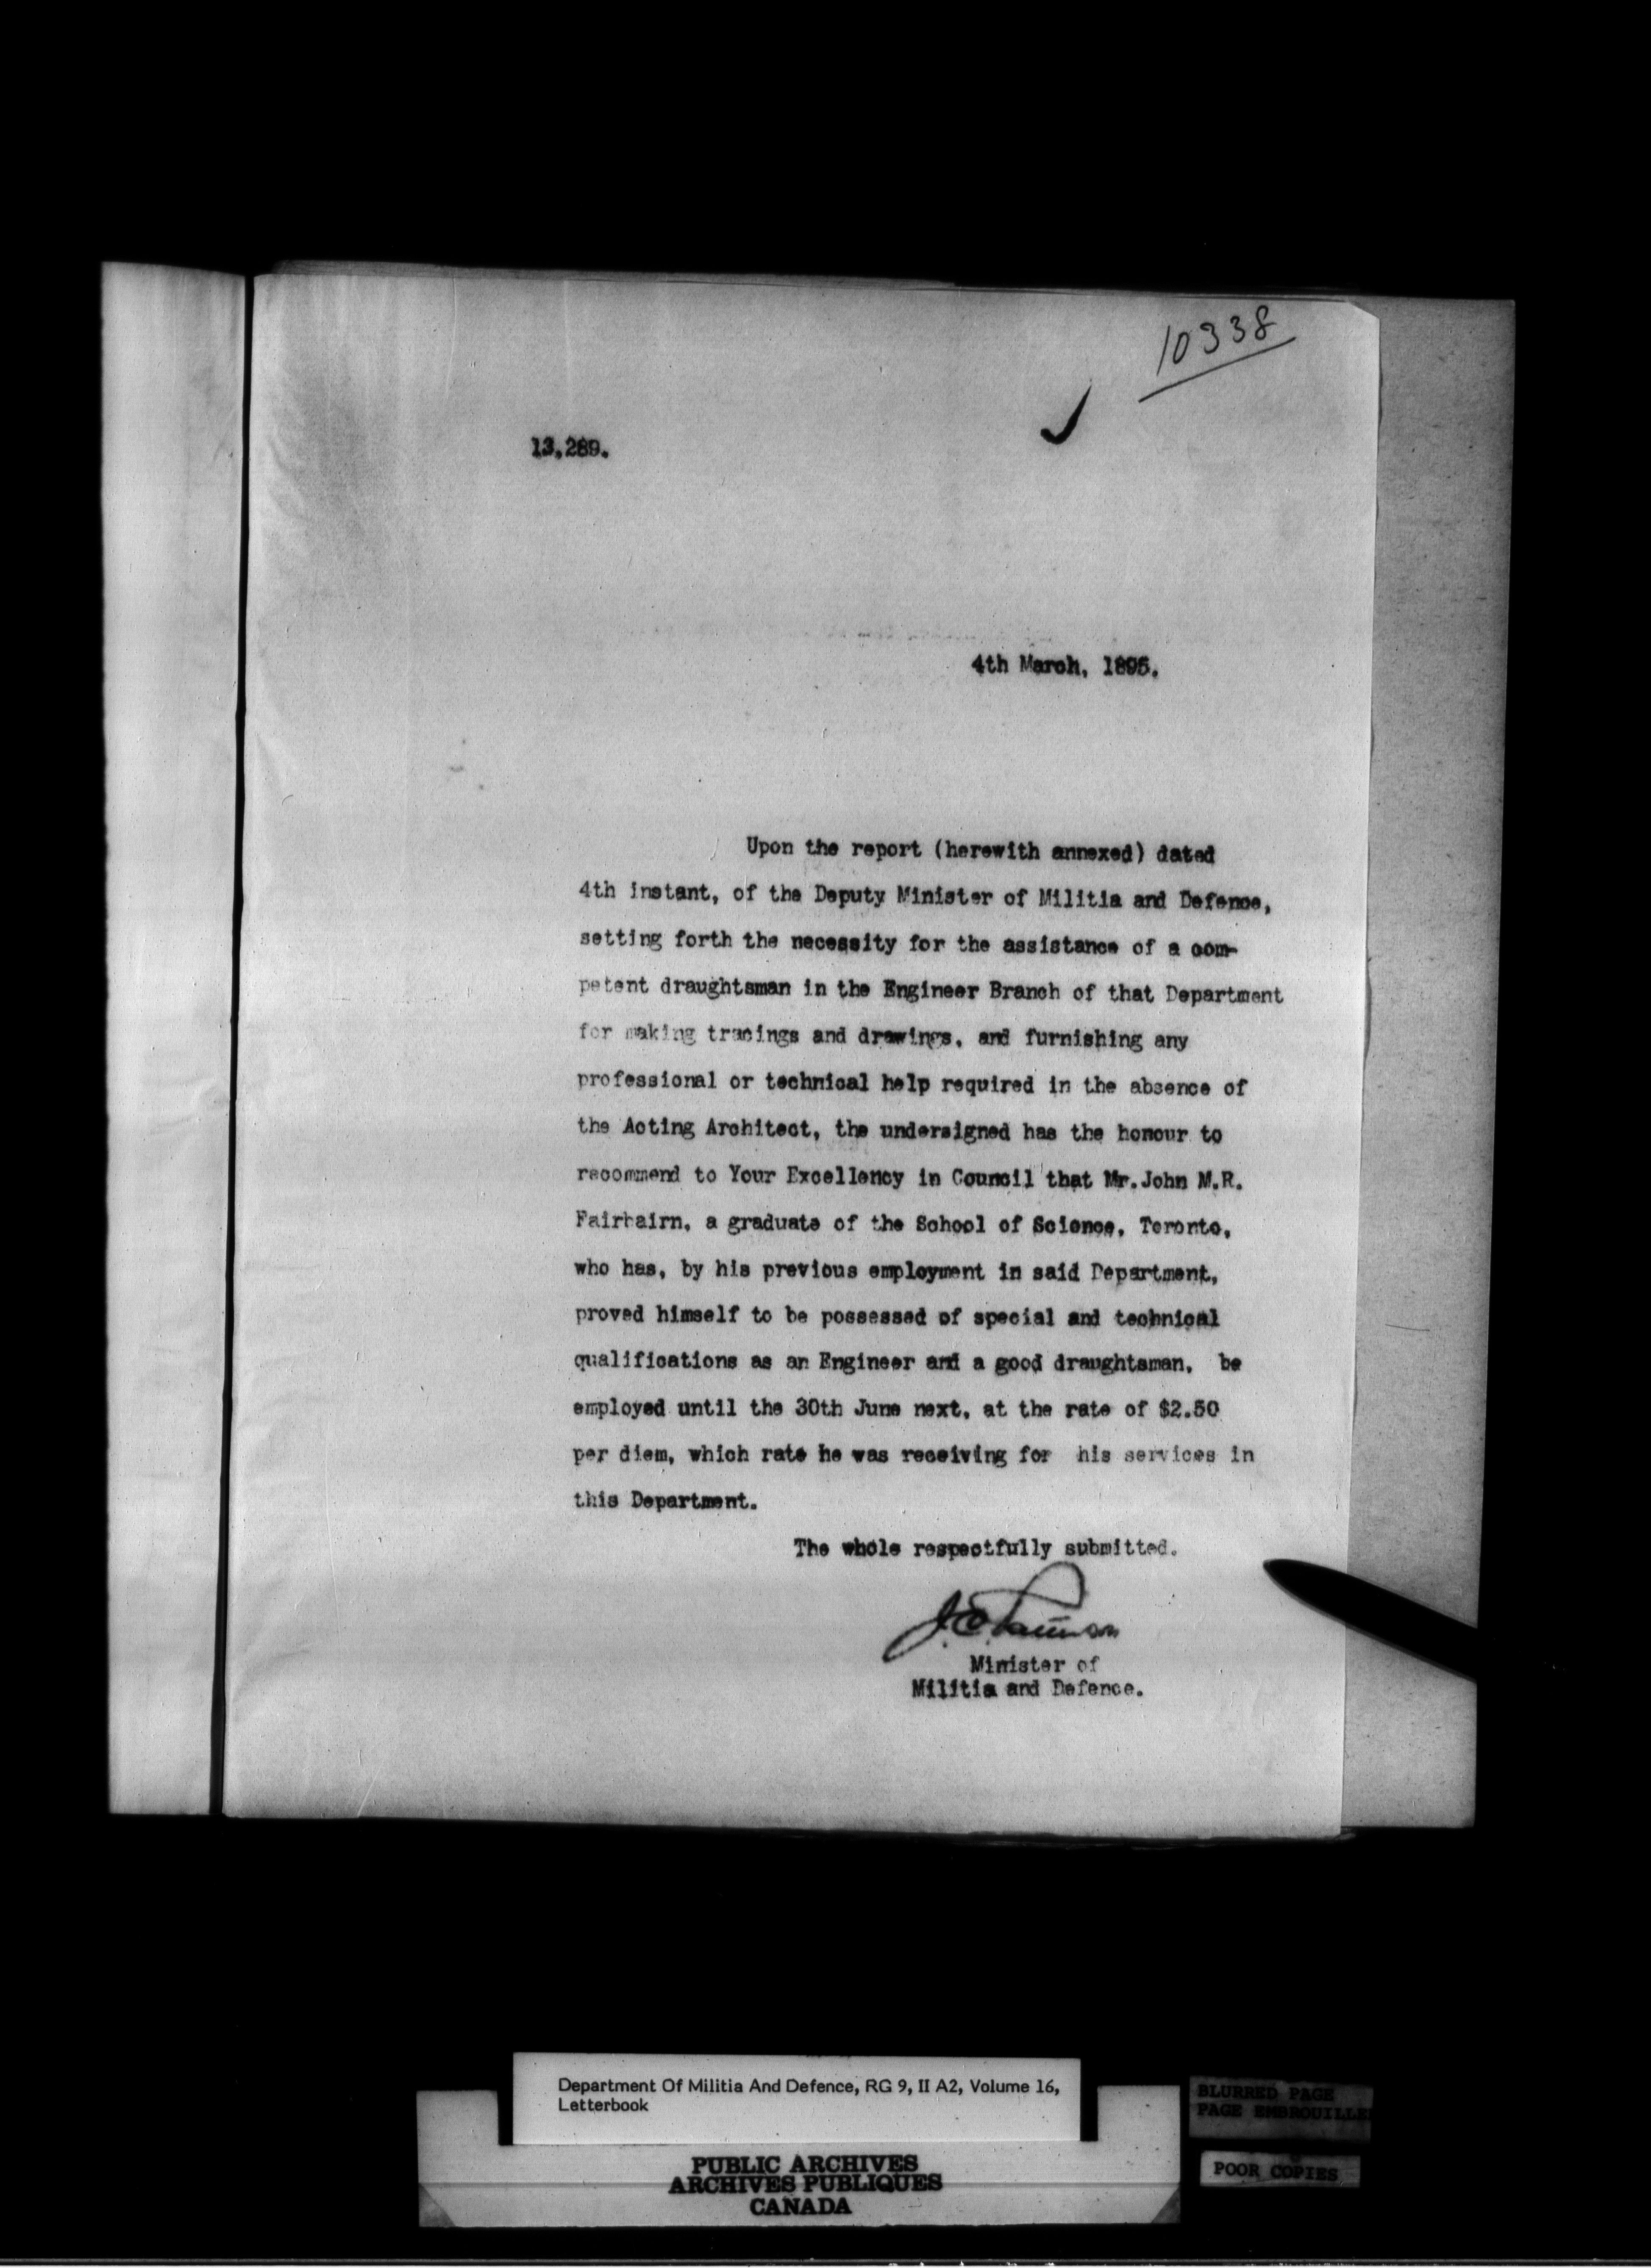 10338
13,289.
4th March, 1895.
Upon the report (herewith annexed) dated
4th instant, of the Deputy Minister of Militia and Defence,
setting forth the necessity for the assistance of a com-
petent draughtsman in the Engineer Branch of that Department
for making tracings and drawings, and furnishing any
professional or technical help required in the absence of
the Acting Architect, the undersigned has the honour to
recommend to Your Excellency in Council that Mr. John M.R.
Fairbairn, a graduate of the School of Science, Toronto,
who has, by his previous employment in said Department,
proved himself to be possessed of special and technical
qualifications as an Engineer and a good draughtsman, be
employed until the 30th June next, at the rate of $2.50
per diem, which rate he was receiving for his services in
this Department.
The whole respectfully submitted.
J.C.
Minister of
Militia and Defence.
Department Of Militia And Defence, RG 9, II A2, Volume 16,
Letterbook
PUBLIC ARCHIVES
ARCHIVES PUBLIQUES
CANADA
BLURRED PAGE
PAGE EMBROUILLE
POOR COPIES